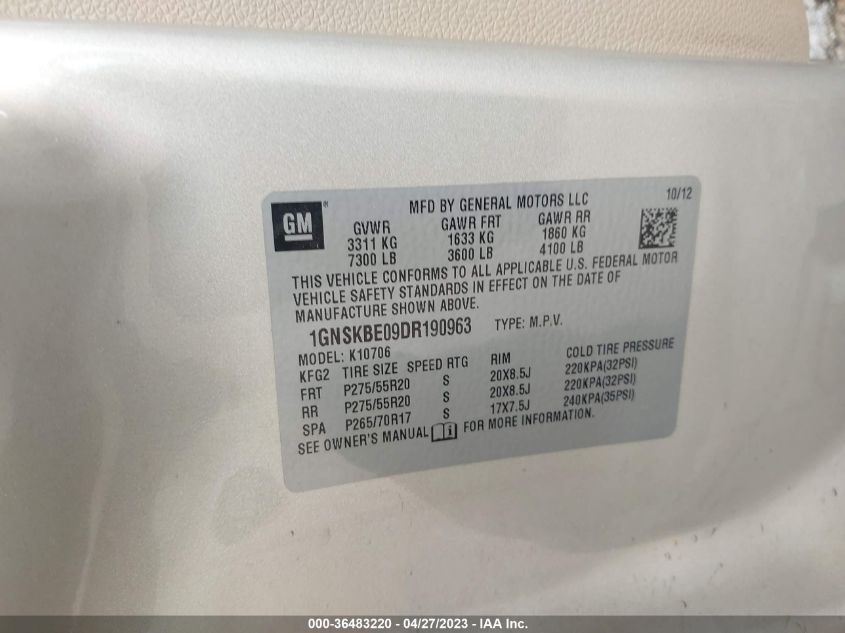 GM® MFD BY GENERAL MOTORS LLC 10/12
GVWR GAWR FRT GAWR RR
3311 KG 1633 KG 1860 KG
7300 LB 3600 LB 4100 LB
THIS VEHICLE CONFORMS TO ALL APPLICABLE U.S. FEDERAL MOTOR
VEHICLE SAFETY STANDARDS IN EFFECT ON THE DATE OF
MANUFACTURE SHOWN ABOVE.
1GNSKBE09DR190963 TYPE: M.P.V.
MODEL: K10706
KFG2 TIRE SIZE SPEED RTG RIM COLD TIRE PRESSURE
FRT P275/55R20 S 20X8.5J 220KPA(32PSI)
RR P275/55R20 S 20X8.5J 220KPA(32PSI)
SPA P265/70R17 S 17X7.5J 240KPA(35PSI)
SEE OWNER'S MANUAL FOR MORE INFORMATION.
000-36483220 - 04/27/2023 - IAA Inc.